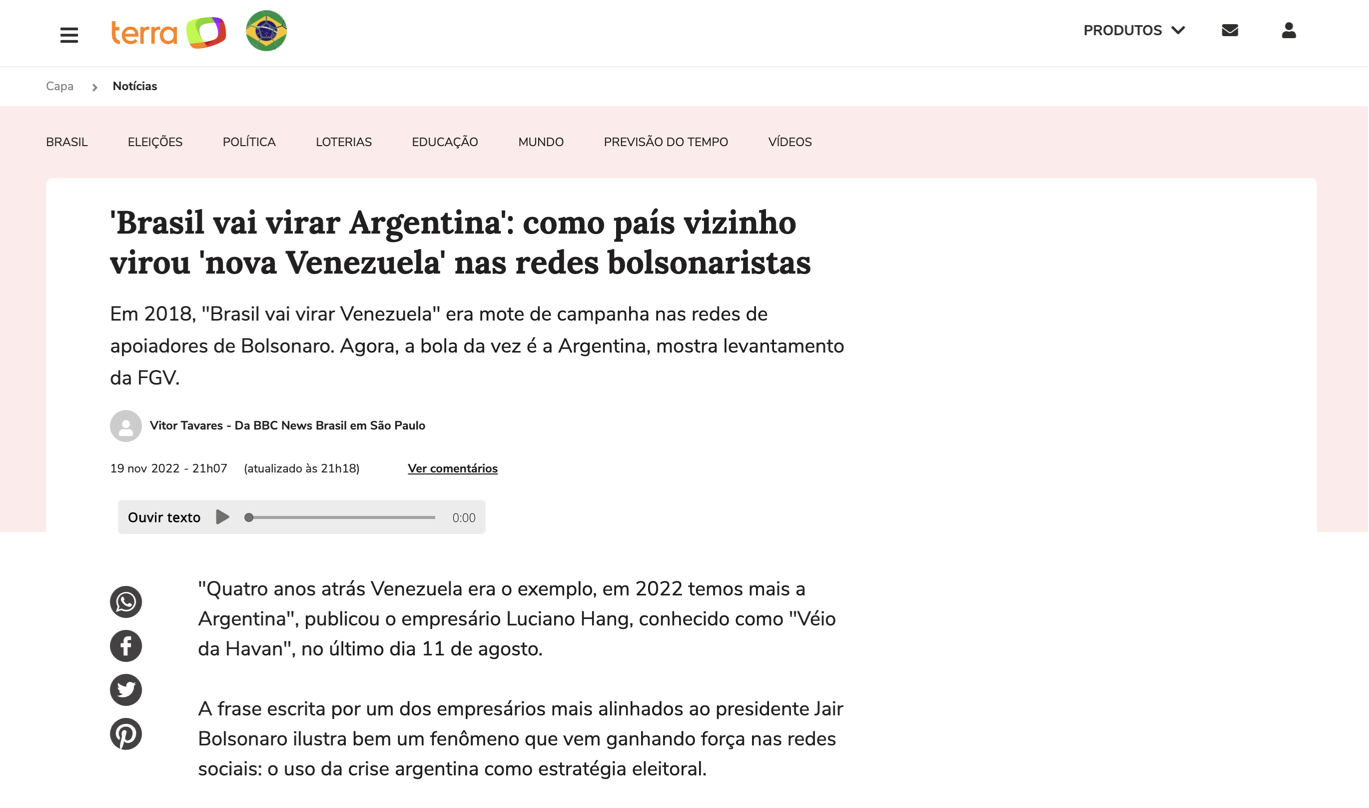 terra
PRODUTOS
Capa
Notícias
BRASIL
ELEIÇÕES
POLÍTICA
LOTERIAS
EDUCAÇÃO
MUNDO
PREVISÃO DO TEMPO
VÍDEOS
'Brasil vai virar Argentina': como país vizinho
virou 'nova Venezuela' nas redes bolsonaristas
Em 2018, "Brasil vai virar Venezuela" era mote de campanha nas redes de
apoiadores de Bolsonaro. Agora, a bola da vez é a Argentina, mostra levantamento
da FGV.
Vitor Tavares - Da BBC News Brasil em São Paulo
19 nov 2022 - 21h07 (atualizado às 21h18) Ver comentários
Ouvir texto 0:00
"Quatro anos atrás Venezuela era o exemplo, em 2022 temos mais a
Argentina", publicou o empresário Luciano Hang, conhecido como "Véio
da Havan", no último dia 11 de agosto.
A frase escrita por um dos empresários mais alinhados ao presidente Jair
Bolsonaro ilustra bem um fenômeno que vem ganhando força nas redes
sociais: o uso da crise argentina como estratégia eleitoral.